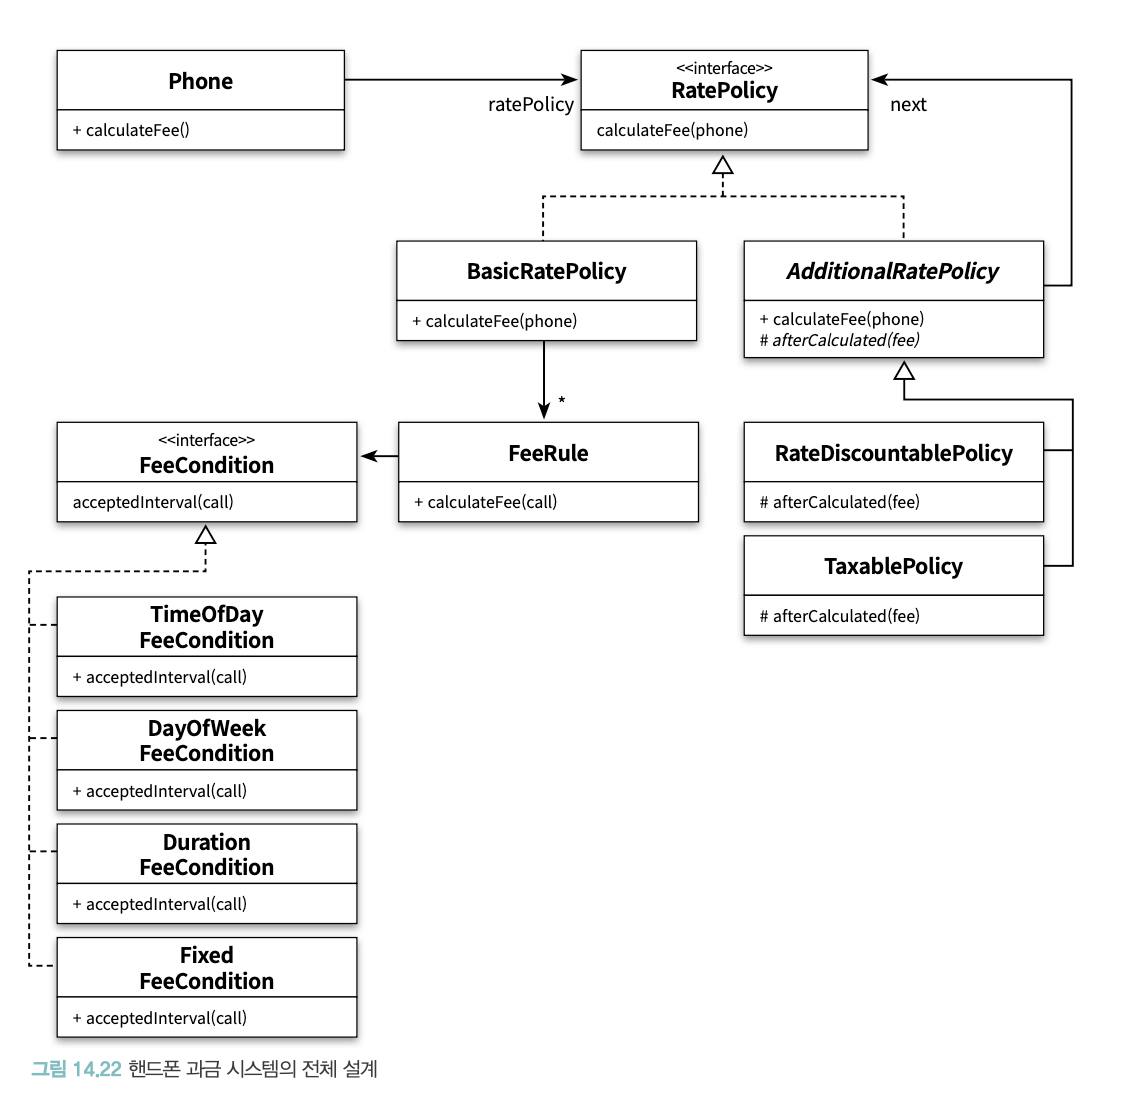 Phone
+ calculateFee()
ratePolicy
<<interface>>
RatePolicy
calculateFee(phone)
next
BasicRatePolicy
+ calculateFee(phone)
AdditionalRatePolicy
+ calculateFee(phone)
# afterCalculated(fee)
*
<<interface>>
FeeCondition
acceptedInterval(call)
FeeRule
+ calculateFee(call)
RateDiscountablePolicy
# afterCalculated(fee)
TaxablePolicy
# afterCalculated(fee)
TimeOfDay
FeeCondition
+ acceptedInterval(call)
DayOfWeek
FeeCondition
+ acceptedInterval(call)
Duration
FeeCondition
+ acceptedInterval(call)
Fixed
FeeCondition
+ acceptedInterval(call)
그림 14.22 핸드폰 과금 시스템의 전체 설계